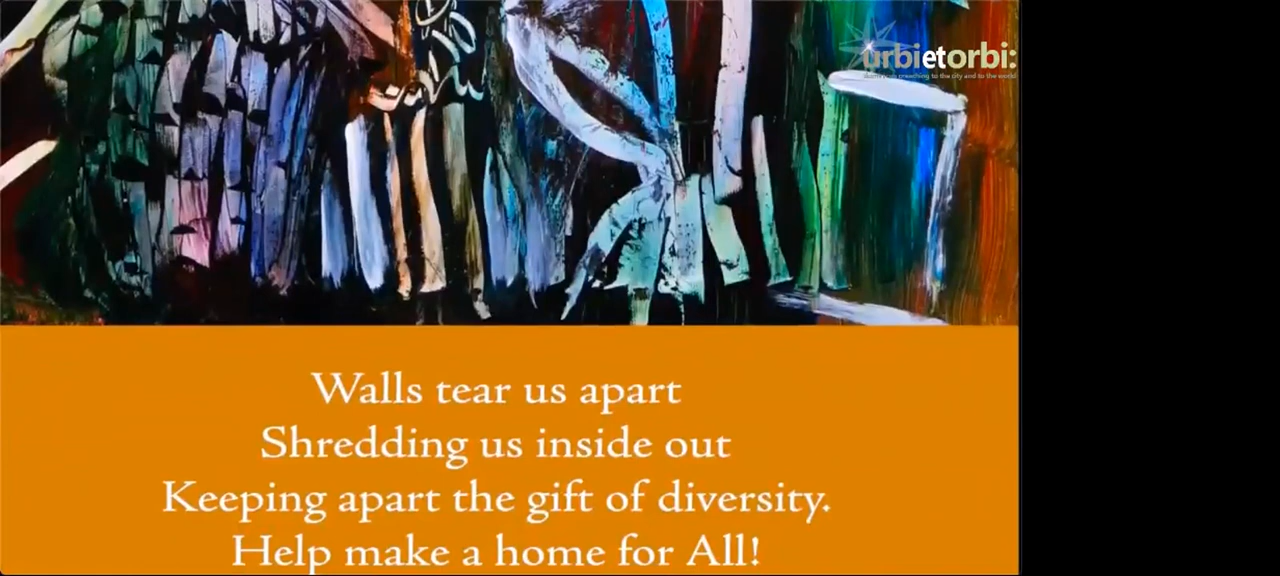 urbietorbi:
Walls tear us apart
Shredding us inside out
Keeping apart the gift of diversity.
Help make a home for All!